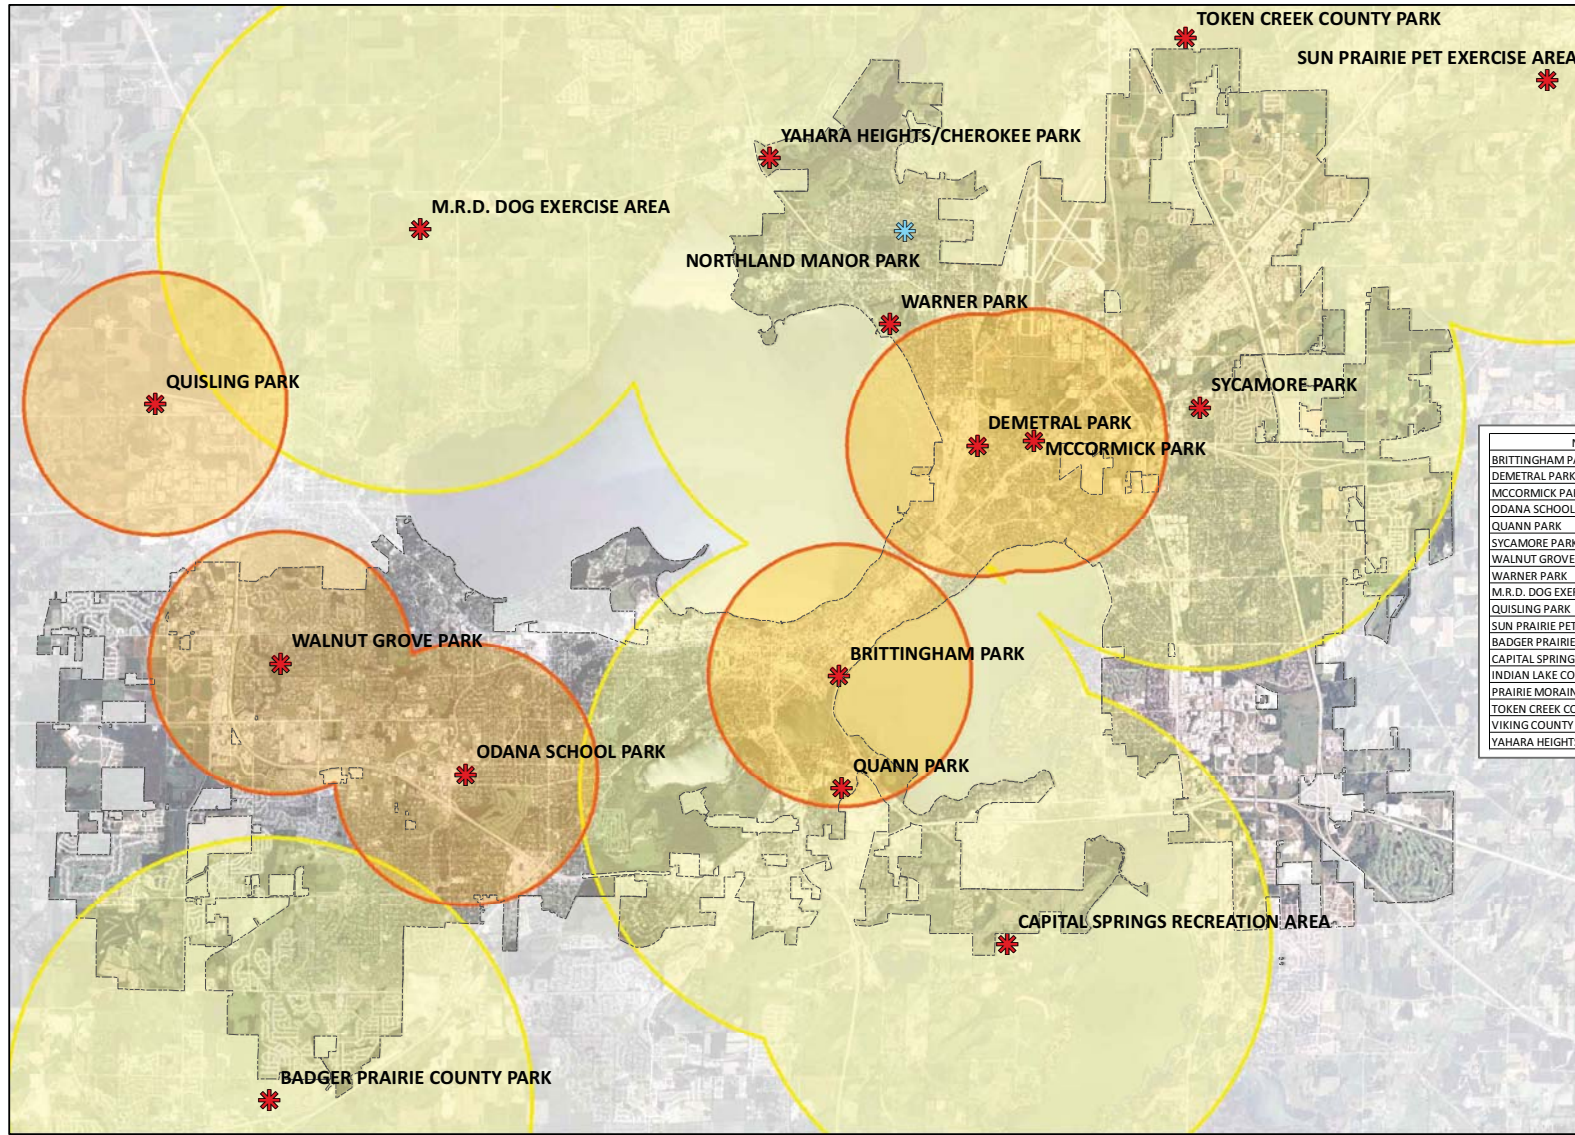 TOKEN CREEK COUNTY PARK
SUN PRAIRIE PET EXERCISE AREA
YAHARA HEIGHTS/CHEROKEE PARK
M.R.D. DOG EXERCISE AREA
NORTHLAND MANOR PARK
WARNER PARK
QUISLING PARK
SYCAMORE PARK
DEMETRAL PARK
MCCORMICK PARK
N
BRITTINGHAM PA
DEMETRAL PARK
MCCORMICK PAR
ODANA SCHOOL
QUANN PARK
SYCAMORE PARK
WALNUT GROVE
WARNER PARK
M.R.D. DOG EXER
QUISLING PARK
SUN PRAIRIE PET
BADGER PRAIRIE
CAPITAL SPRING
INDIAN LAKE CO
PRAIRIE MORAIN
TOKEN CREEK CO
VIKING COUNTY
YAHARA HEIGHT
WALNUT GROVE PARK
BRITTINGHAM PARK
ODANA SCHOOL PARK
QUANN PARK
CAPITAL SPRINGS RECREATION AREA
BADGER PRAIRIE COUNTY PARK